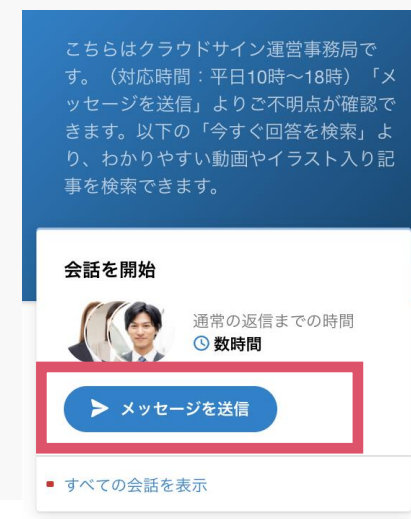 こちらはクラウドサイン運営事務局で
す。（対応時間：平日10時～18時）「メ
ッセージを送信」よりご不明点が確認で
きます。以下の「今すぐ回答を検索」よ
り、わかりやすい動画やイラスト入り記
事を検索できます。
会話を開始
通常の返信までの時間
数時間
メッセージを送信
すべての会話を表示